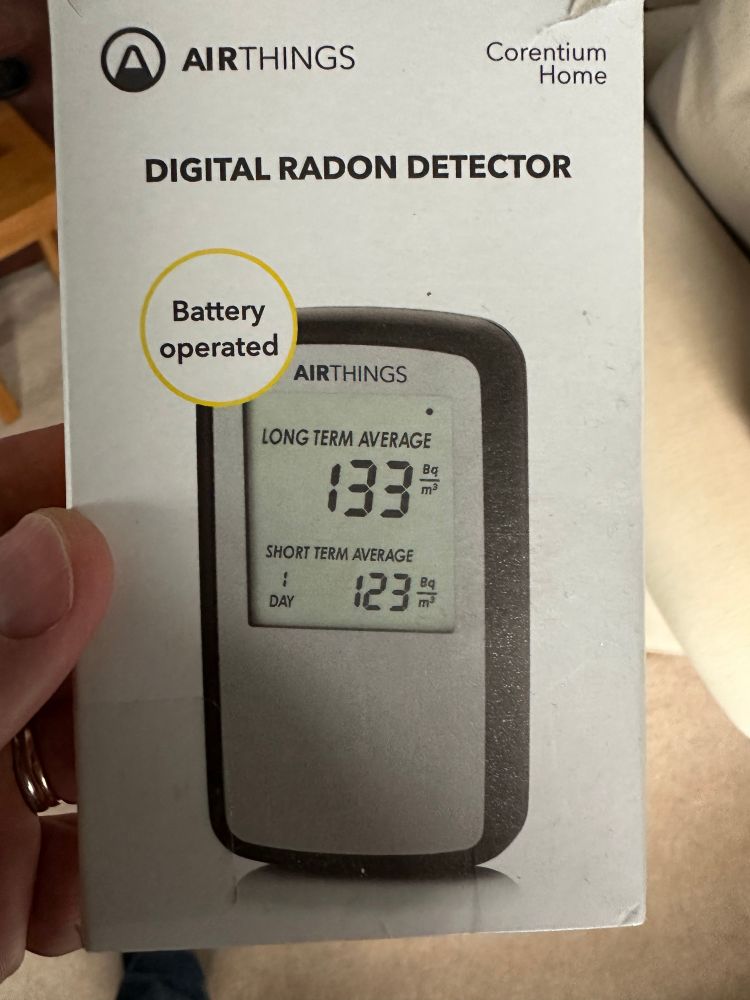 AIRTHINGS
Corentium
Home
DIGITAL RADON DETECTOR
Battery
operated
AIRTHINGS
LONG TERM AVERAGE
133 Bq/m³
SHORT TERM AVERAGE
1 DAY 123 Bq/m³